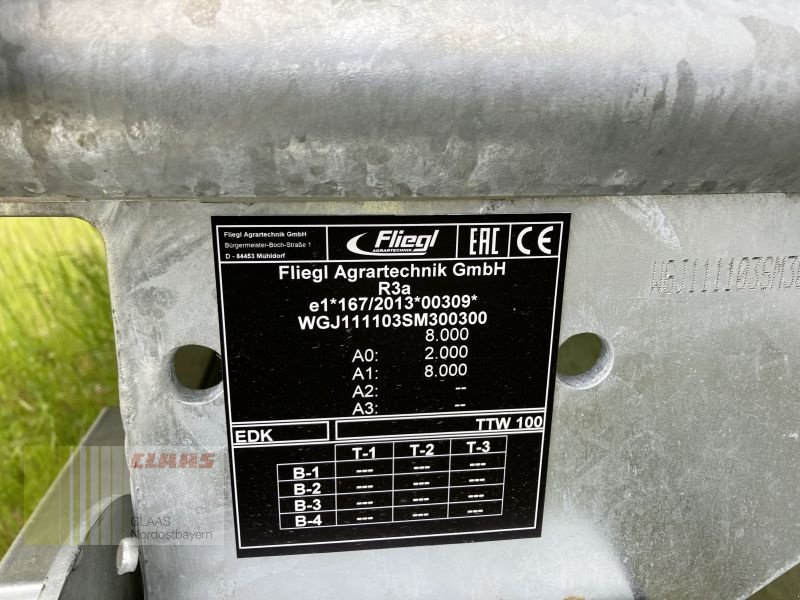 Fliegl Agrartechnik GmbH
Bürgermeister-Boch-Straße 1
D - 84453 Mühldorf
Fliegl
AGRARTECHNIK
EAC
CE
Fliegl Agrartechnik GmbH
R3a
e1*167/2013*00309*
WGJ111103SM300300
8.000
A0: 2.000
A1: 8.000
A2: --
A3: --
EDK
TTW 100
T-1 T-2 T-3
B-1 --- --- ---
B-2 --- --- ---
B-3 --- --- ---
B-4 --- --- ---
WGJ111103SM30
CLAAS
CLAAS
Nordostbayern